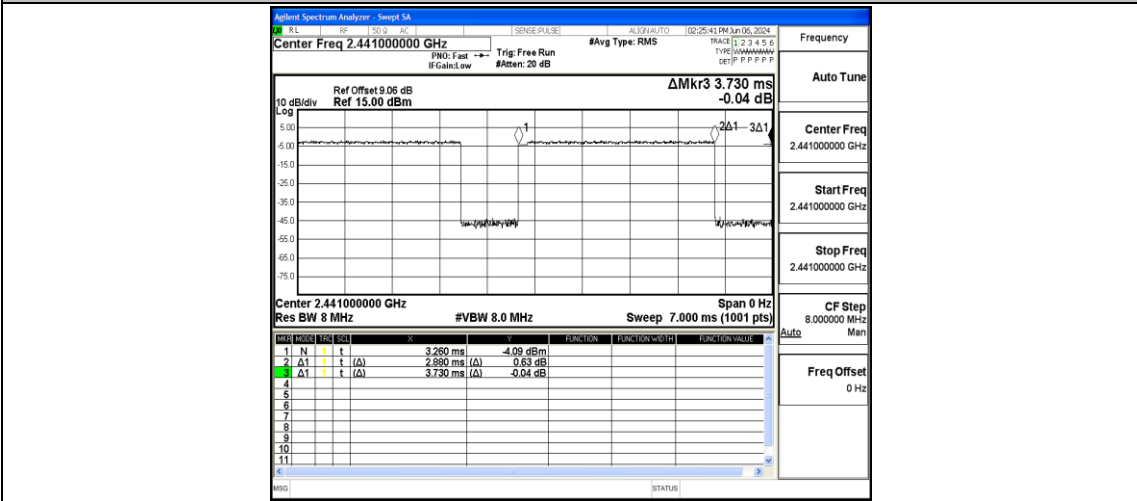 Agilent Spectrum Analyzer - Swept SA
RL RF 50 Ω AC SENSE:PULSE ALIGN AUTO 02:25:41 PM Jun 06, 2024
Center Freq 2.441000000 GHz #Avg Type: RMS TRACE 1 2 3 4 5 6
PNO: Fast Trig: Free Run TYPE
IFGain:Low #Atten: 20 dB DET P P P P P P
Frequency
Auto Tune
Center Freq
2.441000000 GHz
Start Freq
2.441000000 GHz
Stop Freq
2.441000000 GHz
CF Step
8.000000 MHz
Auto Man
Freq Offset
0 Hz
ΔMkr3 3.730 ms
-0.04 dB
Ref Offset 9.06 dB
10 dB/div Ref 15.00 dBm
Log
1 2Δ1 3Δ1
5.00
-5.00
-15.0
-25.0
-35.0
-45.0
-55.0
-65.0
-75.0
Center 2.441000000 GHz Span 0 Hz
Res BW 8 MHz #VBW 8.0 MHz Sweep 7.000 ms (1001 pts)
MKR MODE TRC SCL X Y FUNCTION FUNCTION WIDTH FUNCTION VALUE
1 N 1 t 3.260 ms -4.09 dBm
2 Δ1 1 t (Δ) 2.880 ms (Δ) 0.63 dB
3 Δ1 1 t (Δ) 3.730 ms (Δ) -0.04 dB
4
5
6
7
8
9
10
11
MSG STATUS